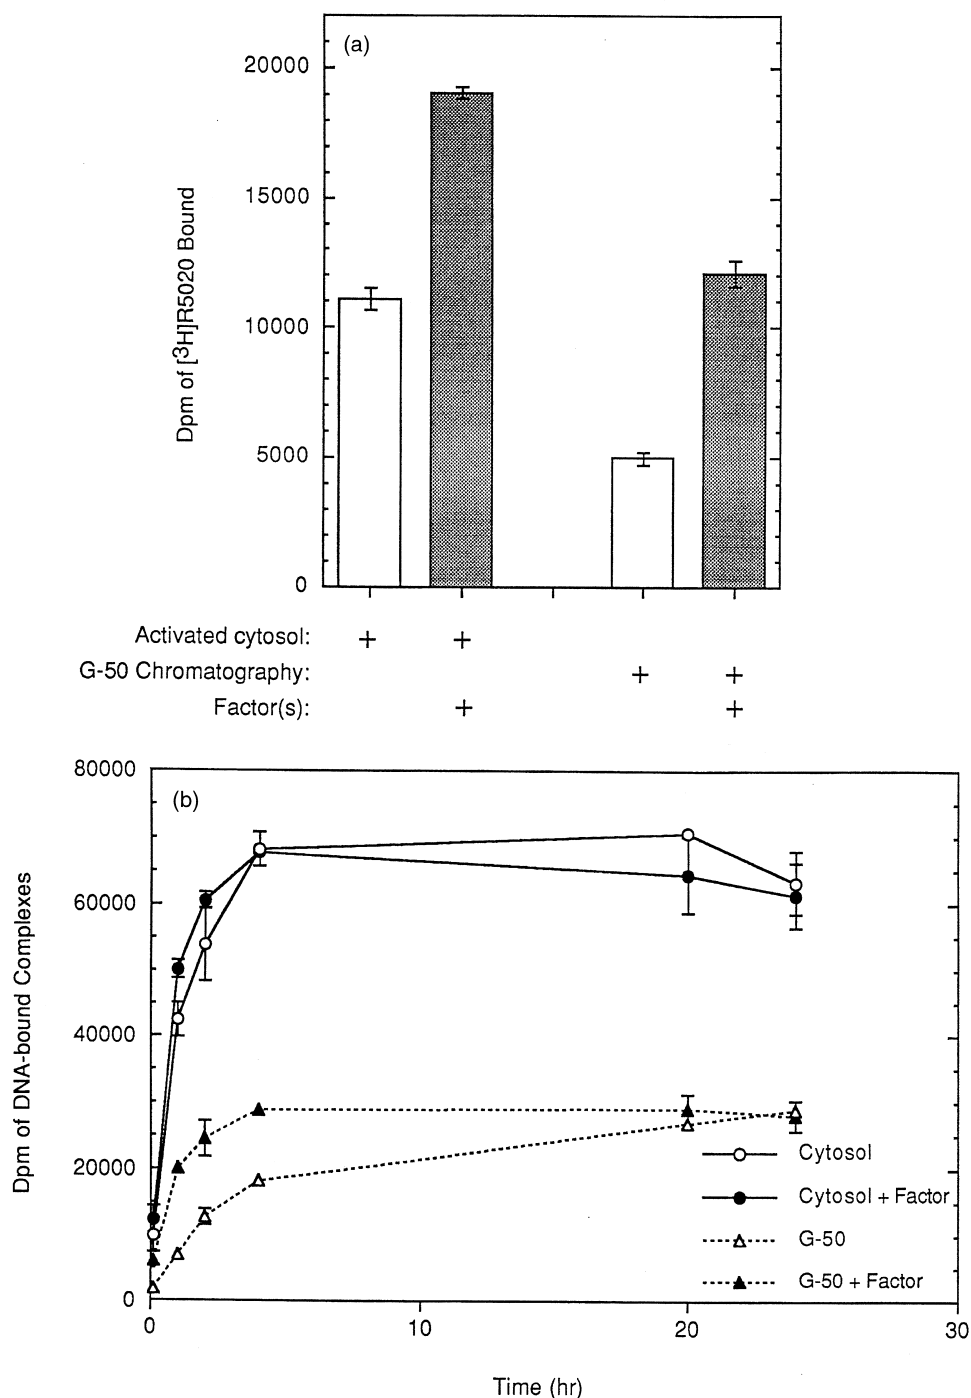 (a)
20000
15000
10000
5000
0
Dpm of [3H]R5020 Bound
Activated cytosol: + +
G-50 Chromatography: + +
Factor(s): + +
(b)
80000
60000
40000
20000
0
Dpm of DNA-bound Complexes
Cytosol
Cytosol + Factor
G-50
G-50 + Factor
0 10 20 30
Time (hr)